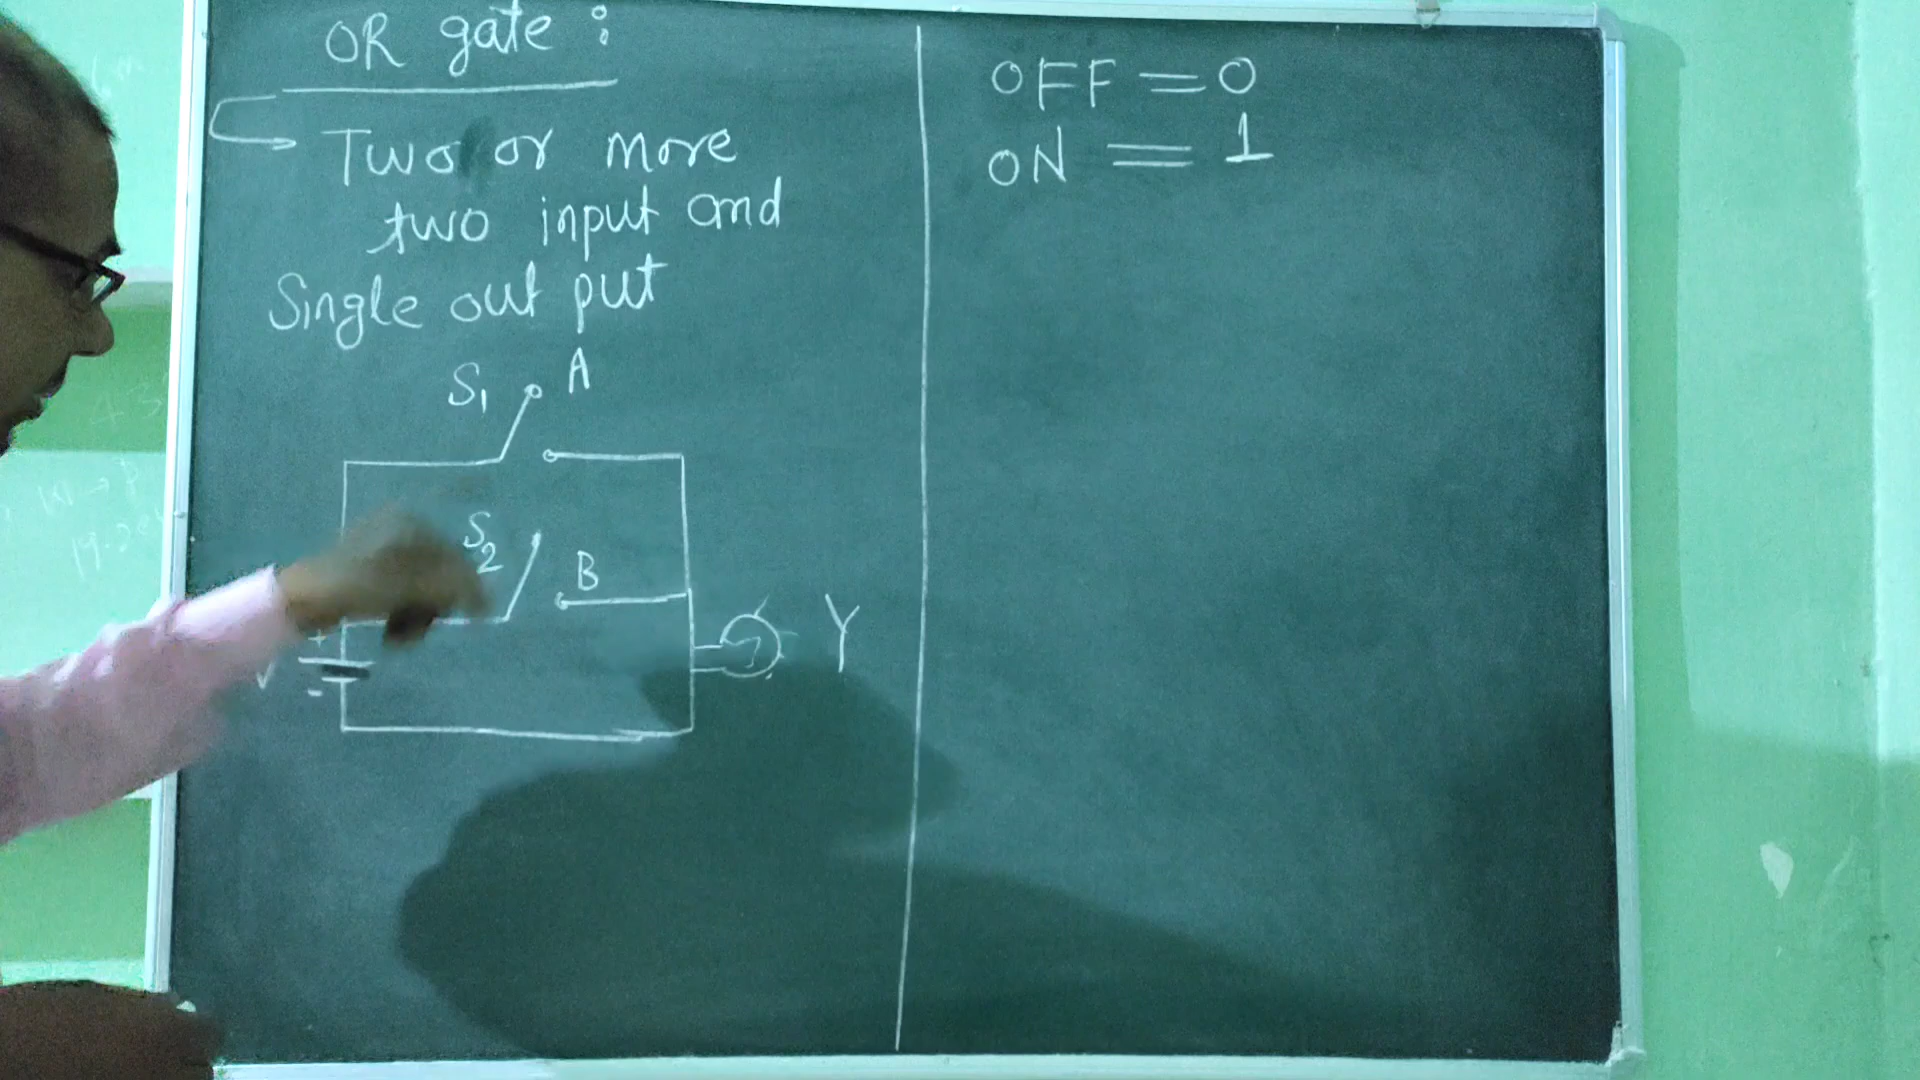 OR gate :
Two or more
two input and
Single out put
S1 A
S2 B
+
V
-
Y
OFF = 0
ON = 1